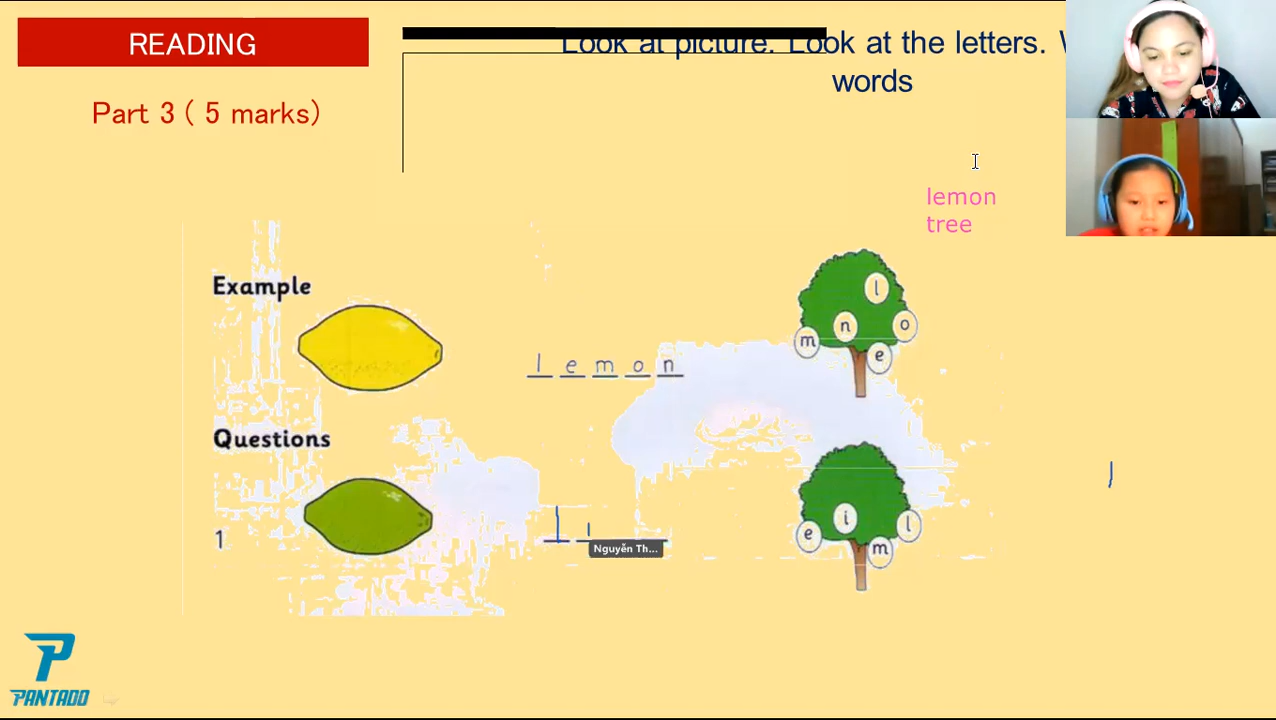 READING
Part 3 ( 5 marks)
Look at picture. Look at the letters.
words
lemon
tree
Example
l
n
o
m
e
l e m o n
Questions
1
l i
Nguyễn Th...
e
i
l
m
l
PANTADO